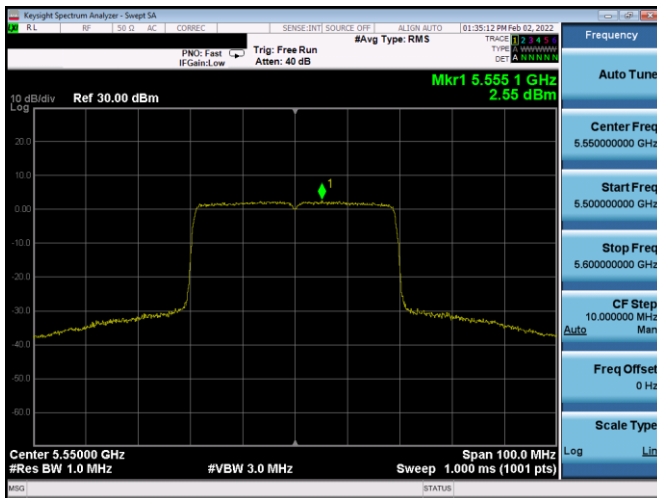 Keysight Spectrum Analyzer - Swept SA
RL RF 50 Ω AC CORREC SENSE:INT SOURCE OFF ALIGN AUTO 01:35:12 PM Feb 02, 2022
#Avg Type: RMS
TRACE 1 2 3 4 5 6
PNO: Fast Trig: Free Run
TYPE A WWWWW
IFGain:Low Atten: 40 dB
DET A N N N N N
Frequency
Auto Tune
Mkr1 5.555 1 GHz
2.55 dBm
10 dB/div Ref 30.00 dBm
Log
20.0
10.0
0.00
-10.0
-20.0
-30.0
-40.0
-50.0
-60.0
1
Center 5.55000 GHz Span 100.0 MHz
#Res BW 1.0 MHz #VBW 3.0 MHz Sweep 1.000 ms (1001 pts)
Center Freq
5.550000000 GHz
Start Freq
5.500000000 GHz
Stop Freq
5.600000000 GHz
CF Step
10.000000 MHz
Auto Man
Freq Offset
0 Hz
Scale Type
Log Lin
MSG STATUS